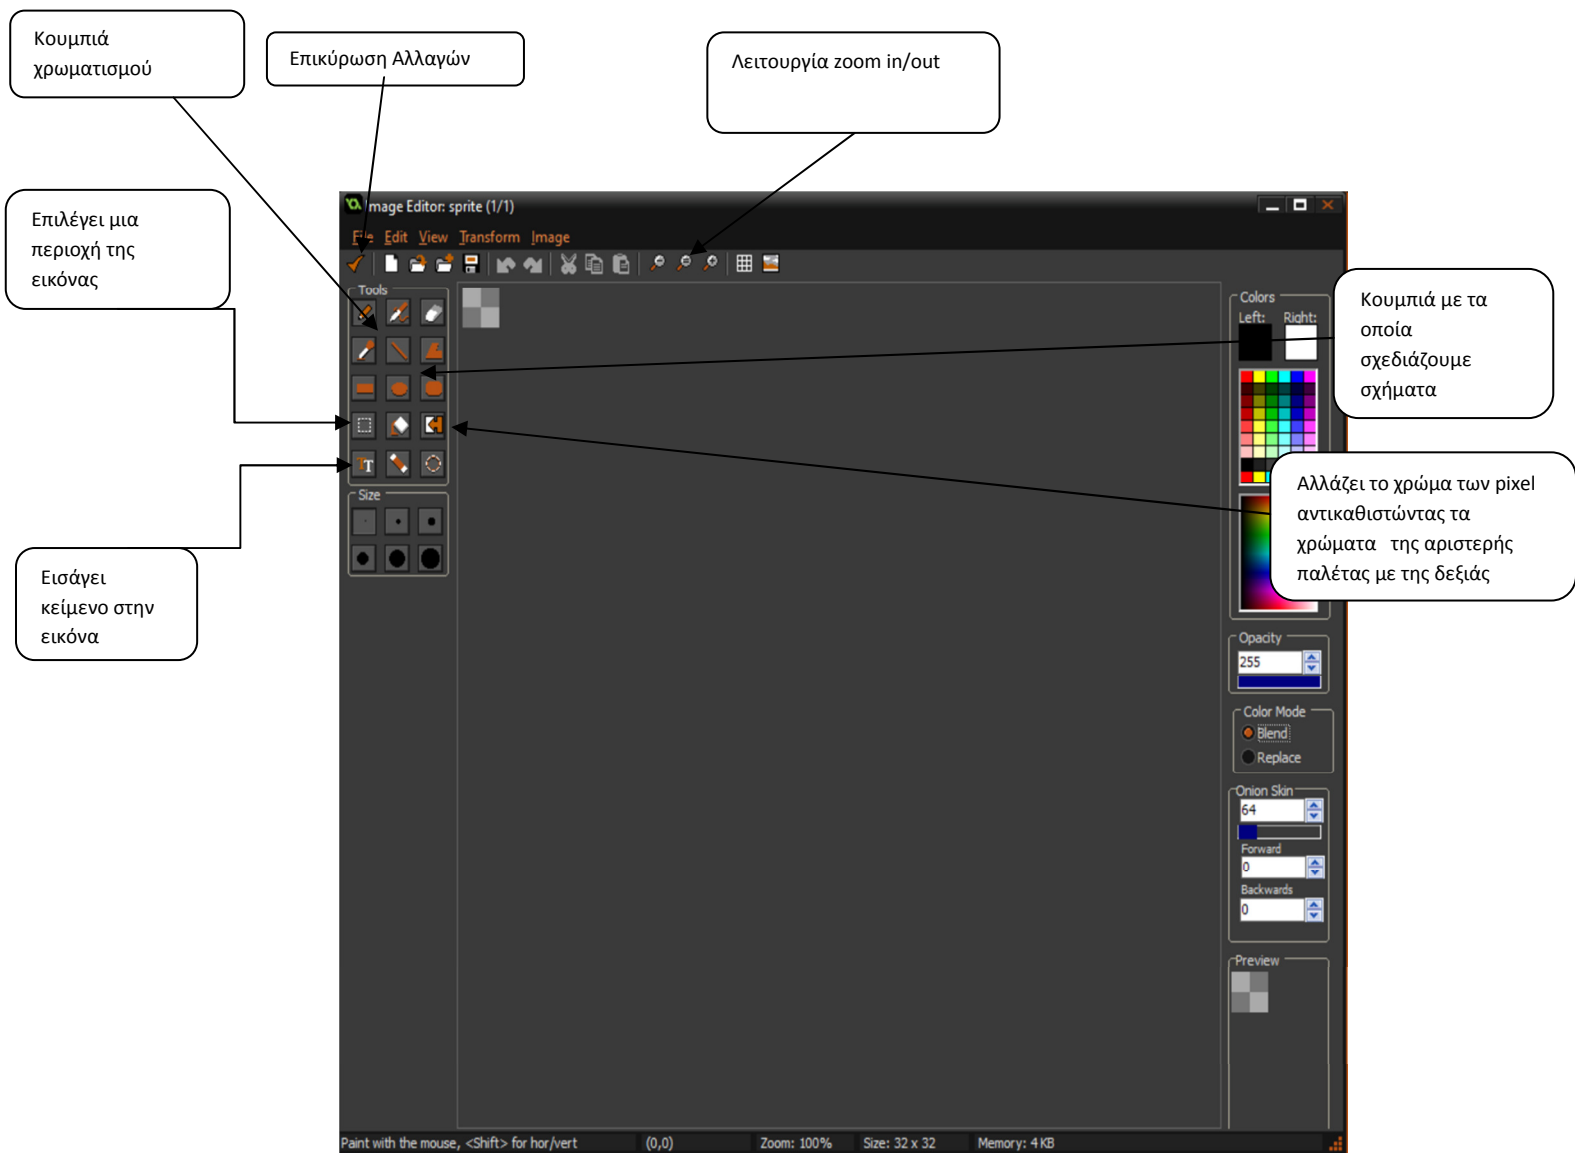 Κουμπιά
χρωματισμού
Επικύρωση Αλλαγών
Λειτουργία zoom in/out
Επιλέγει μια
περιοχή της
εικόνας
Εισάγει
κείμενο στην
εικόνα
Κουμπιά με τα
οποία
σχεδιάζουμε
σχήματα
Αλλάζει το χρώμα των pixel
αντικαθιστώντας τα
χρώματα της αριστερής
παλέτας με της δεξιάς
mage Editor: sprite (1/1)
File Edit View Transform Image
Tools
TT
Size
Colors
Left: Right:
Opacity
255
Color Mode
Blend
Replace
Onion Skin
64
Forward
0
Backwards
0
Preview
Paint with the mouse, <Shift> for hor/vert (0,0) Zoom: 100% Size: 32 x 32 Memory: 4 KB